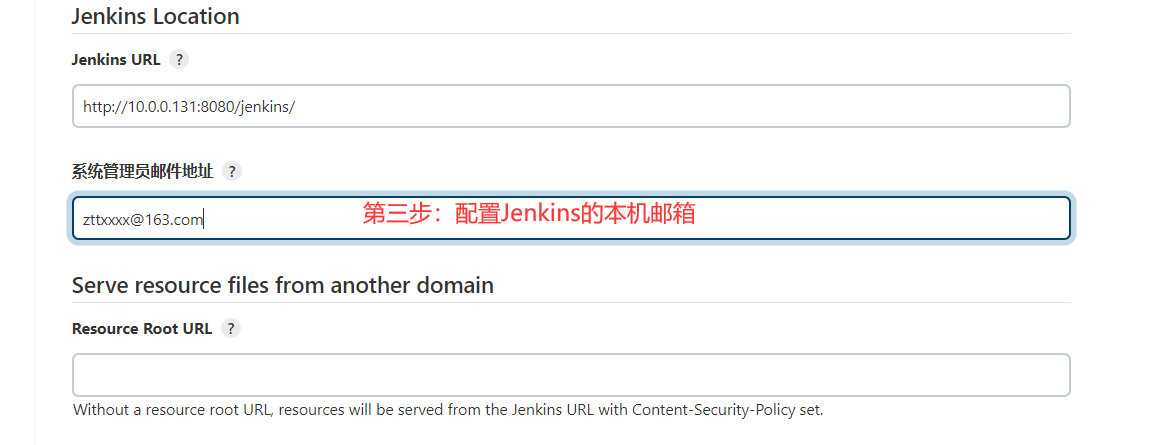 Jenkins Location
Jenkins URL ?
http://10.0.0.131:8080/jenkins/
系统管理员邮件地址 ?
zttxxxx@163.com 第三步：配置Jenkins的本机邮箱
Serve resource files from another domain
Resource Root URL ?
Without a resource root URL, resources will be served from the Jenkins URL with Content-Security-Policy set.